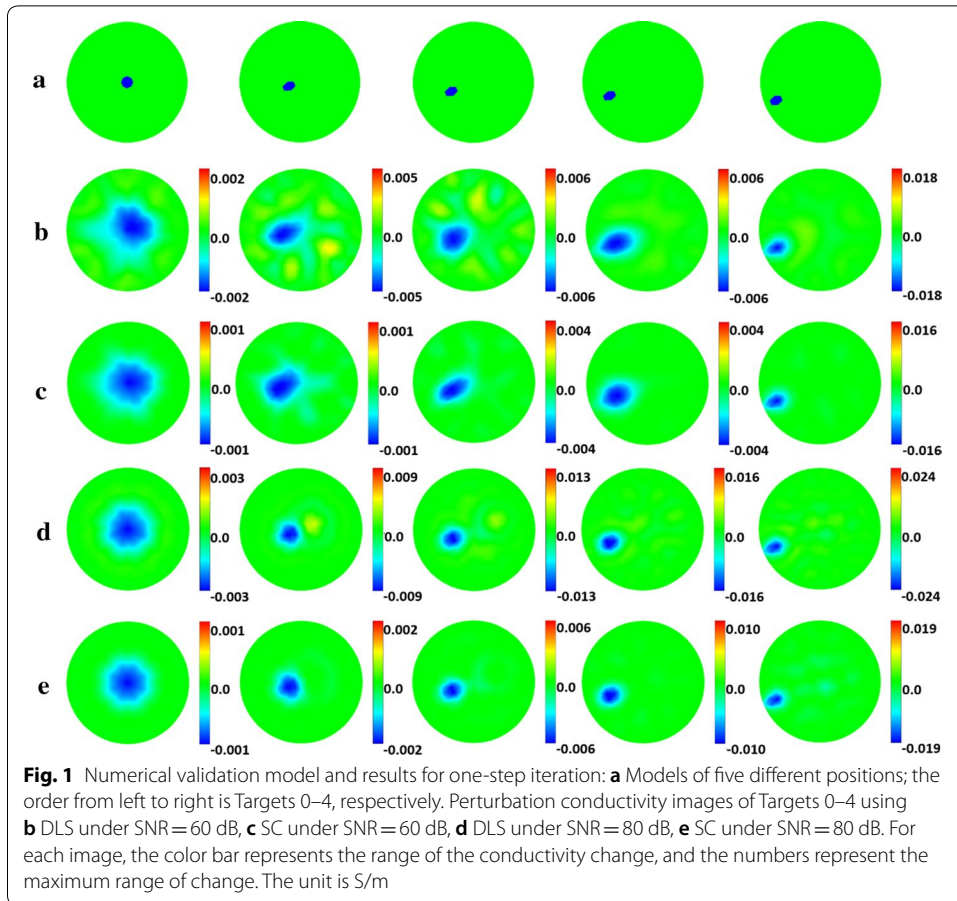 a
0.002 0.005 0.006 0.006 0.018
b 0.0 0.0 0.0 0.0 0.0
-0.002 -0.005 -0.006 -0.006 -0.018
0.001 0.001 0.004 0.004 0.016
c 0.0 0.0 0.0 0.0 0.0
-0.001 -0.001 -0.004 -0.004 -0.016
0.003 0.009 0.013 0.016 0.024
d 0.0 0.0 0.0 0.0 0.0
-0.003 -0.009 -0.013 -0.016 -0.024
0.001 0.002 0.006 0.010 0.019
e 0.0 0.0 0.0 0.0 0.0
-0.001 -0.002 -0.006 -0.010 -0.019
Fig. 1 Numerical validation model and results for one-step iteration: a Models of five different positions; the
order from left to right is Targets 0–4, respectively. Perturbation conductivity images of Targets 0–4 using
b DLS under SNR = 60 dB, c SC under SNR = 60 dB, d DLS under SNR = 80 dB, e SC under SNR = 80 dB. For
each image, the color bar represents the range of the conductivity change, and the numbers represent the
maximum range of change. The unit is S/m